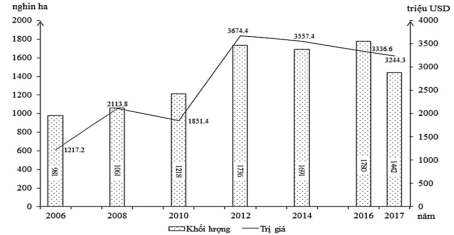 nghìn ha triệu USD
2000 4000
1800 3500
1600 3000
1400 2500
1200
1000 2000
800 1500
600 1000
400 500
200
0 0
3674.4 3557.4 3336.6 3244.3
2113.8 1851.4
1217.2
981 1061 1218 1736 1691 1780 1442
2006 2008 2010 2012 2014 2016 2017 năm
Khối lượng Trị giá